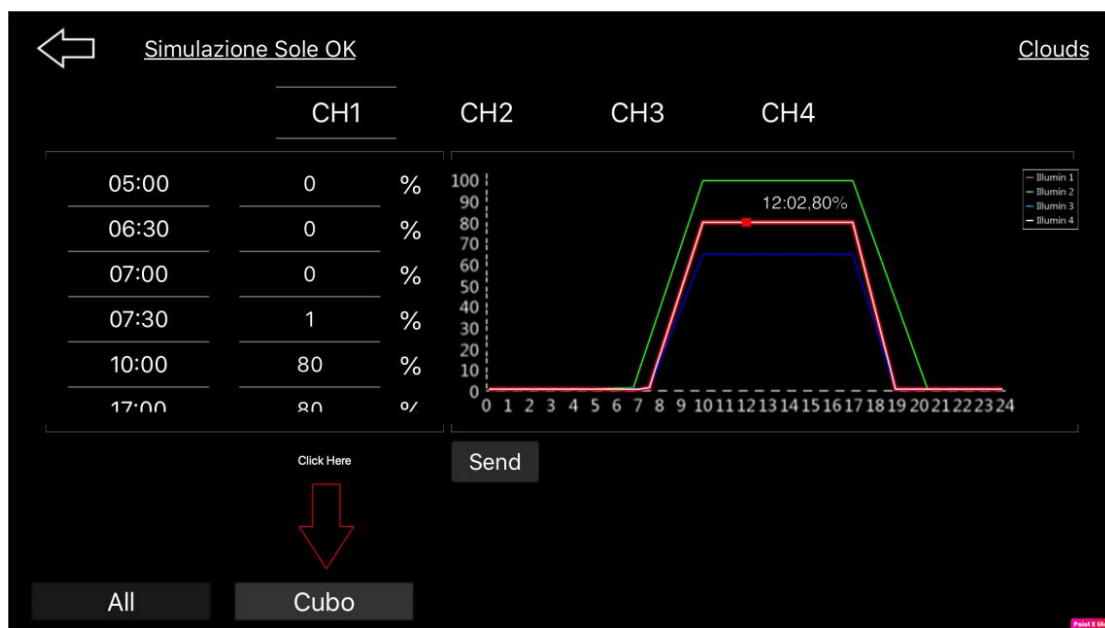 Simulazione Sole OK
Clouds
CH1 CH2 CH3 CH4
05:00 0 %
06:30 0 %
07:00 0 %
07:30 1 %
10:00 80 %
17:00 80 %
100
90
80
70
60
50
40
30
20
10
0
12:02,80%
Illumin 1
Illumin 2
Illumin 3
Illumin 4
0 1 2 3 4 5 6 7 8 9 10 11 12 13 14 15 16 17 18 19 20 21 22 23 24
Click Here
Send
All
Cubo